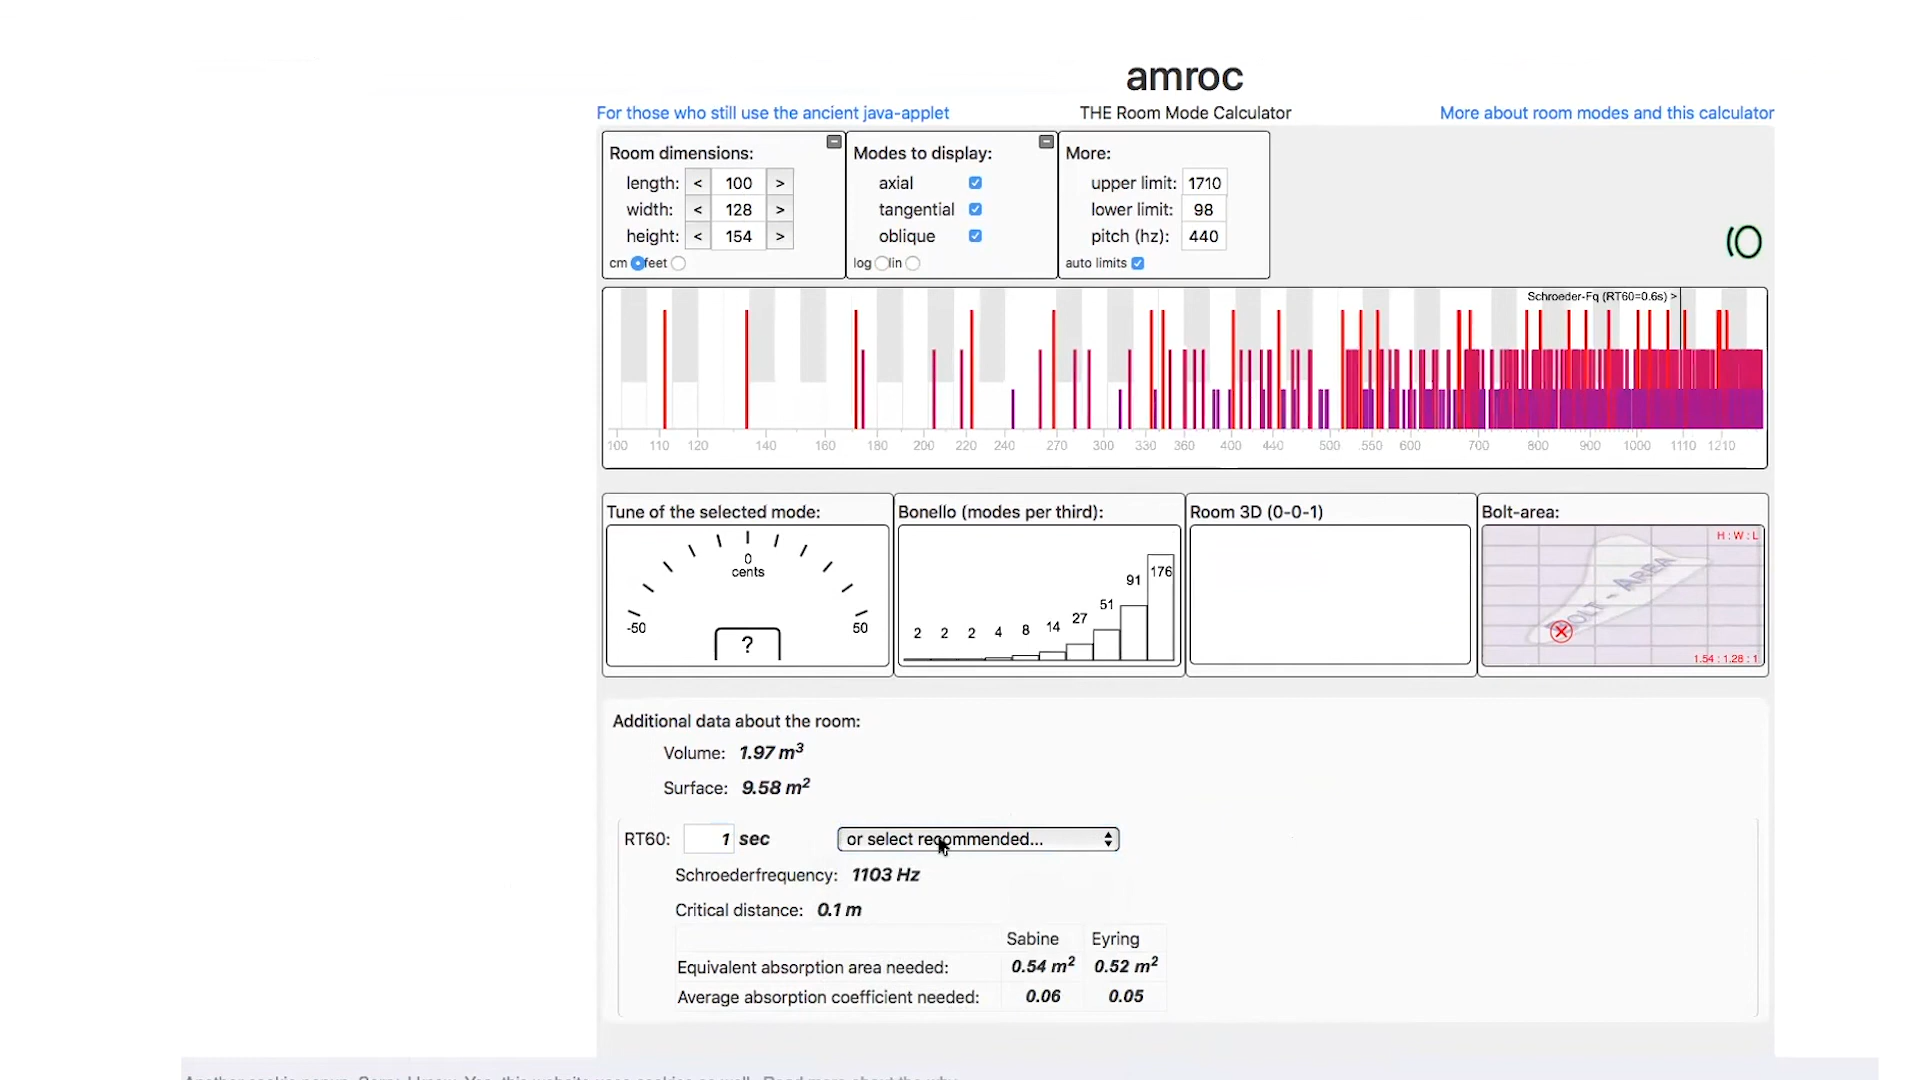 amroc
For those who still use the ancient java-applet
THE Room Mode Calculator
More about room modes and this calculator
Room dimensions:
length: < 100 >
width: < 128 >
height: < 154 >
cm feet
Modes to display:
axial
tangential
oblique
log lin
More:
upper limit: 1710
lower limit: 98
pitch (hz): 440
auto limits
Schroeder-Fq (RT60=0.6s) >
100 110 120 140 160 180 200 220 240 270 300 330 360 400 440 500 550 600 700 800 900 1000 1110 1210
Tune of the selected mode:
0
cents
-50 50
?
Bonello (modes per third):
2 2 2 4 8 14 27 51 91 176
Room 3D (0-0-1)
Bolt-area:
H : W : L
BOLT - AREA
1.54 : 1.28 : 1
Additional data about the room:
Volume: 1.97 m³
Surface: 9.58 m²
RT60: 1 sec
or select recommended...
Schroederfrequency: 1103 Hz
Critical distance: 0.1 m
Sabine Eyring
Equivalent absorption area needed: 0.54 m² 0.52 m²
Average absorption coefficient needed: 0.06 0.05